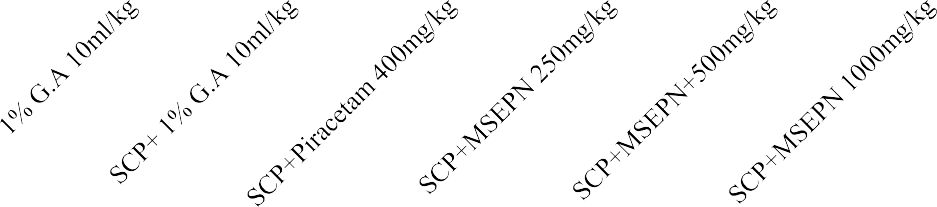 1% G.A 10ml/kg
SCP+ 1% G.A 10ml/kg
SCP+Piracetam 400mg/kg
SCP+MSEPN 250mg/kg
SCP+MSEPN+500mg/kg
SCP+MSEPN 1000mg/kg